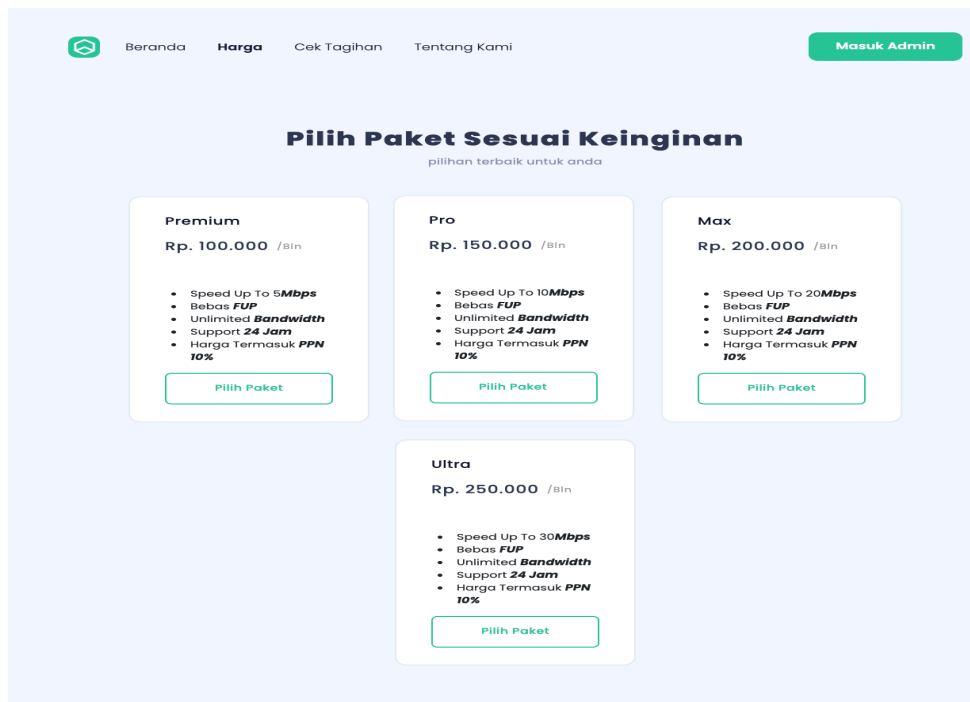 Beranda Harga Cek Tagihan Tentang Kami Masuk Admin
Pilih Paket Sesuai Keinginan
pilihan terbaik untuk anda
Premium
Rp. 100.000 /Bln
• Speed Up To 5Mbps
• Bebas FUP
• Unlimited Bandwidth
• Support 24 Jam
• Harga Termasuk PPN
10%
Pilih Paket
Pro
Rp. 150.000 /Bln
• Speed Up To 10Mbps
• Bebas FUP
• Unlimited Bandwidth
• Support 24 Jam
• Harga Termasuk PPN
10%
Pilih Paket
Max
Rp. 200.000 /Bln
• Speed Up To 20Mbps
• Bebas FUP
• Unlimited Bandwidth
• Support 24 Jam
• Harga Termasuk PPN
10%
Pilih Paket
Ultra
Rp. 250.000 /Bln
• Speed Up To 30Mbps
• Bebas FUP
• Unlimited Bandwidth
• Support 24 Jam
• Harga Termasuk PPN
10%
Pilih Paket